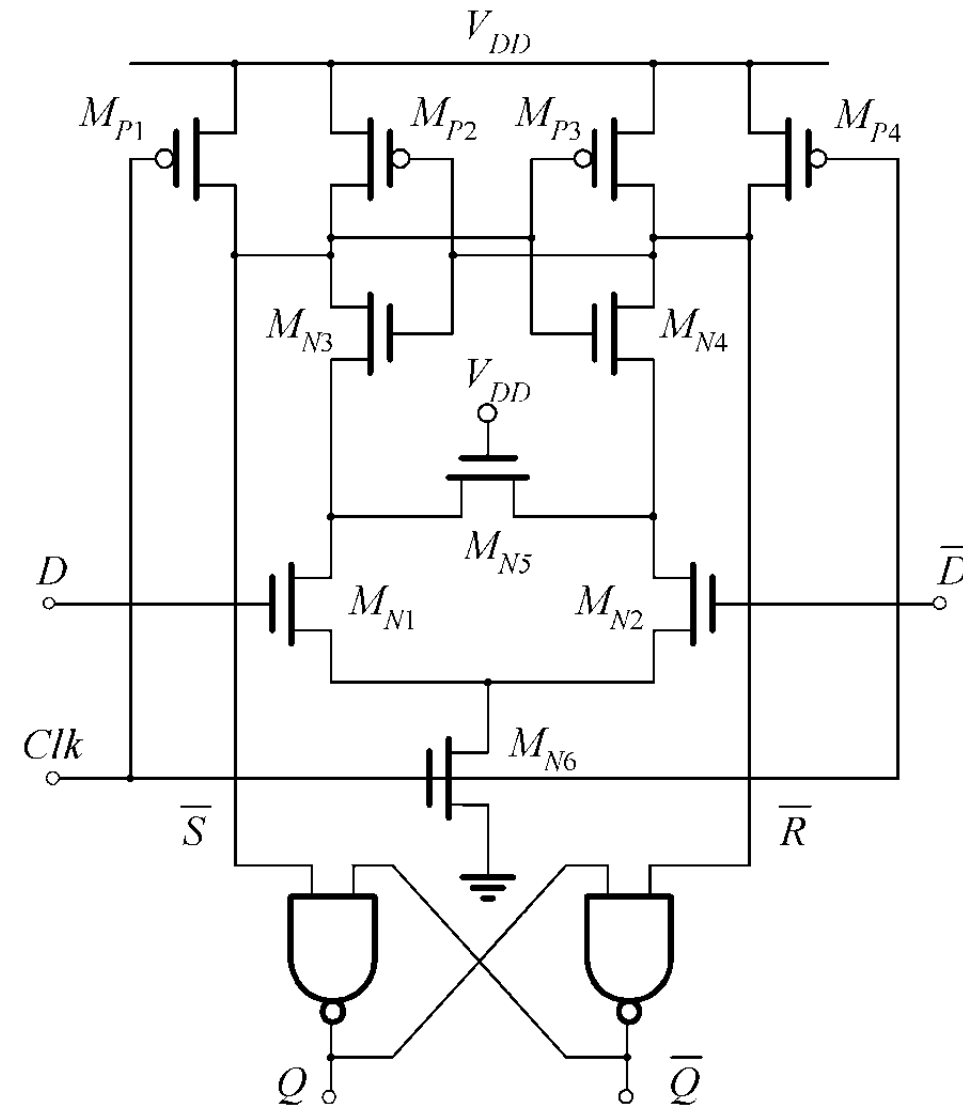 V_DD
M_P1 M_P2 M_P3 M_P4
M_N3 M_N4
V_DD
M_N5
D M_N1 M_N2 D̅
Clk M_N6
S̅ R̅
Q Q̅